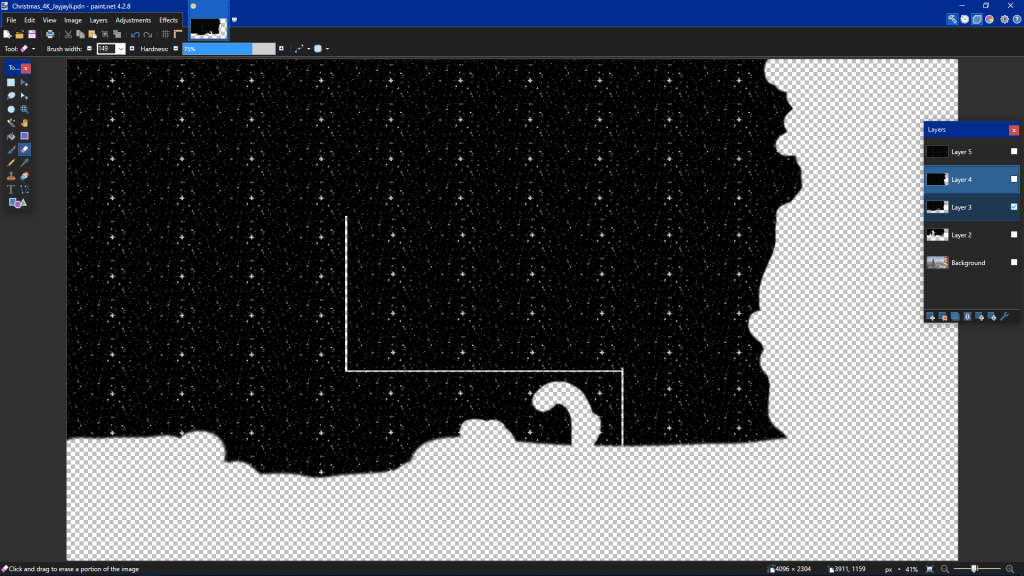 Christmas_4K_Jayjayli.pdn - paint.net 4.2.8
File Edit View Image Layers Adjustments Effects
Tool: Brush width: 149 Hardness: 75%
To... x
Layers x
Layer 5
Layer 4
Layer 3
Layer 2
Background
Click and drag to erase a portion of the image 4096 × 2304 3911, 1159 px 41%